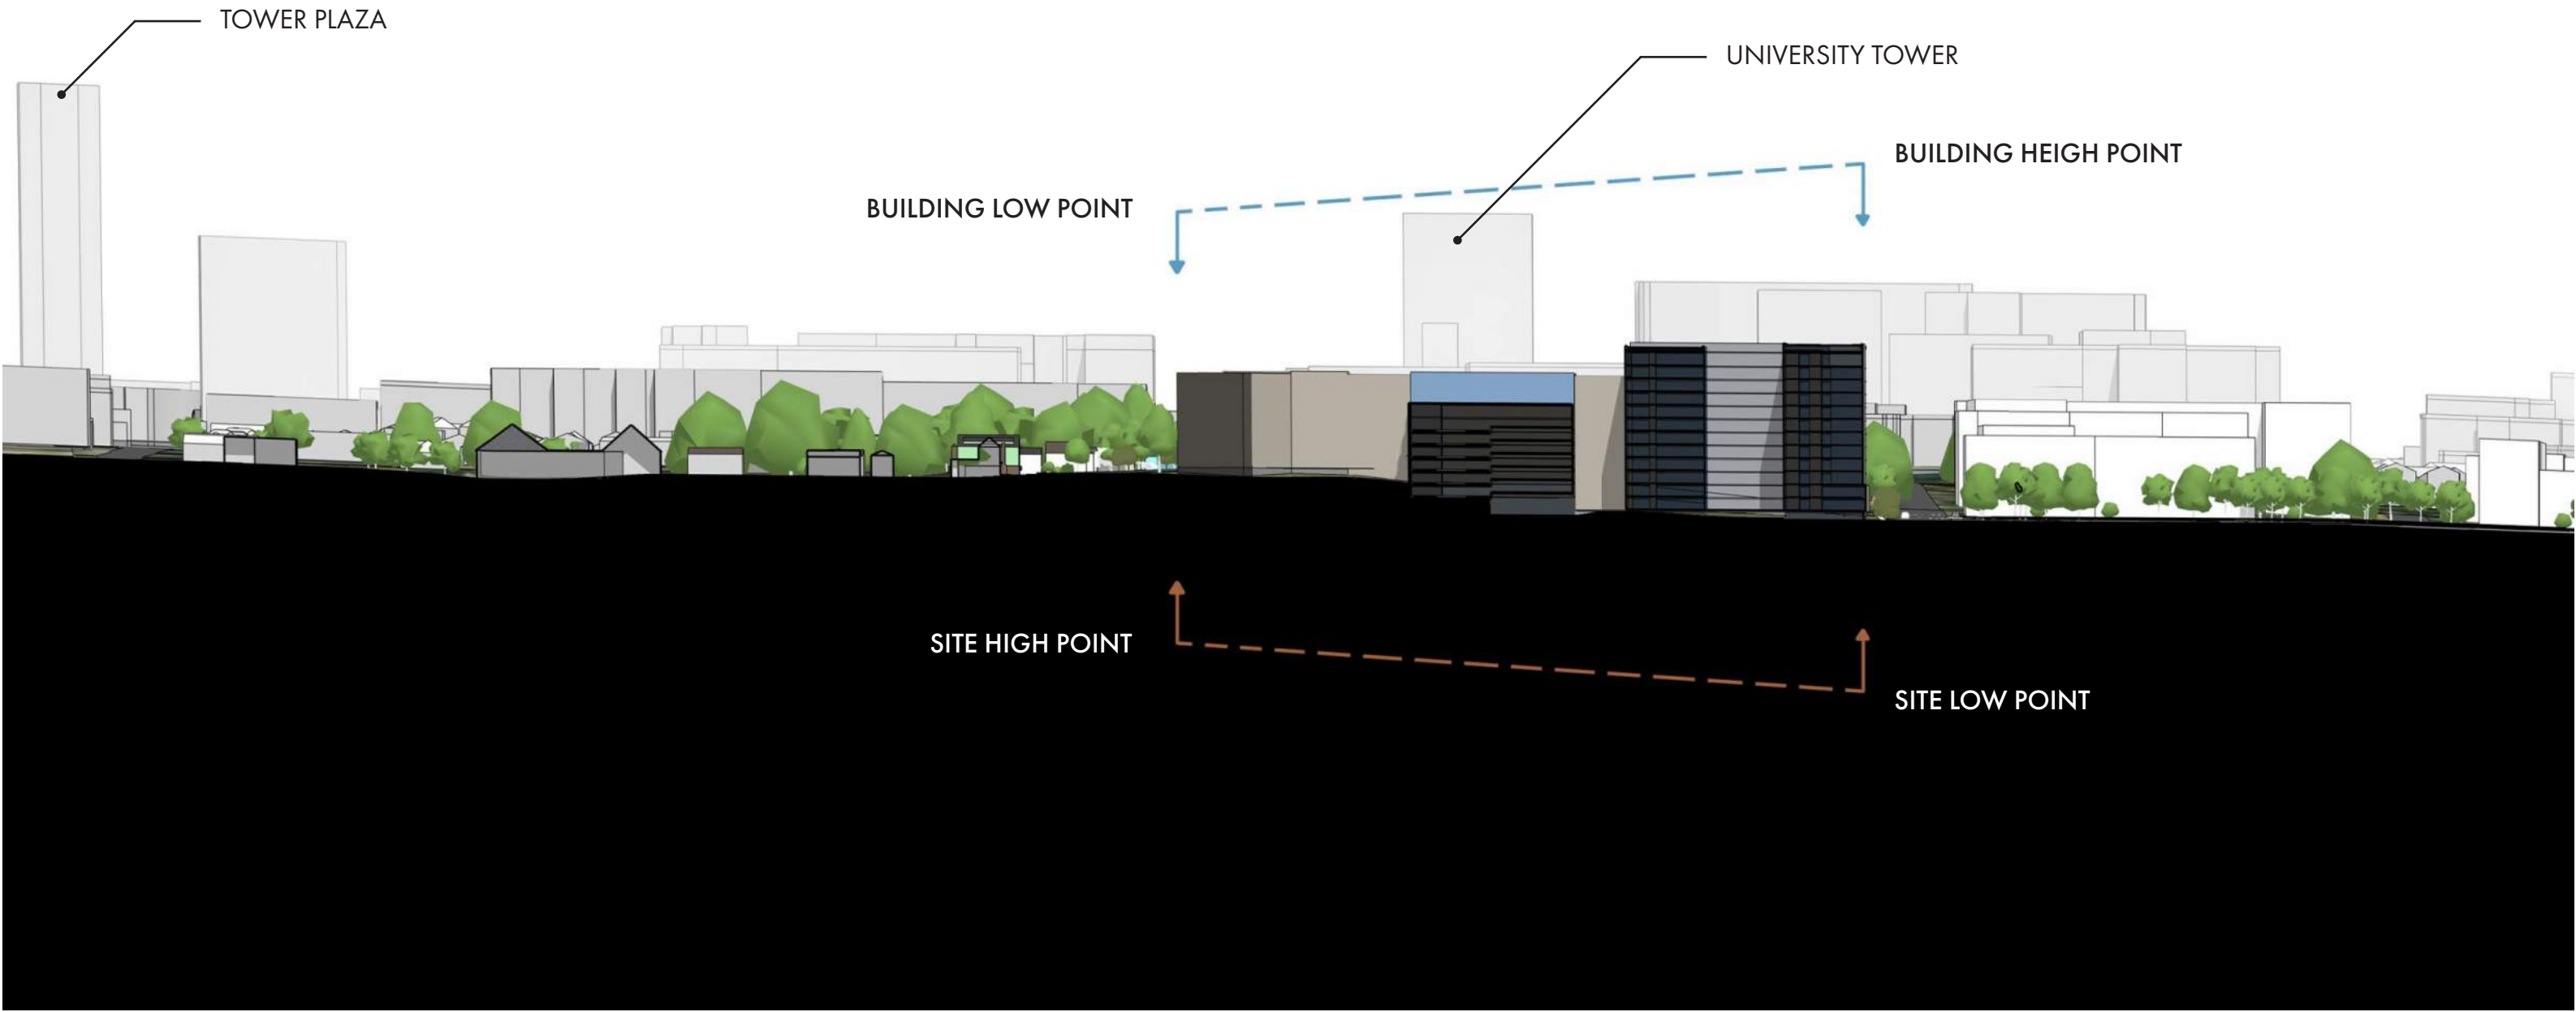 TOWER PLAZA
UNIVERSITY TOWER
BUILDING HEIGH POINT
BUILDING LOW POINT
SITE HIGH POINT
SITE LOW POINT